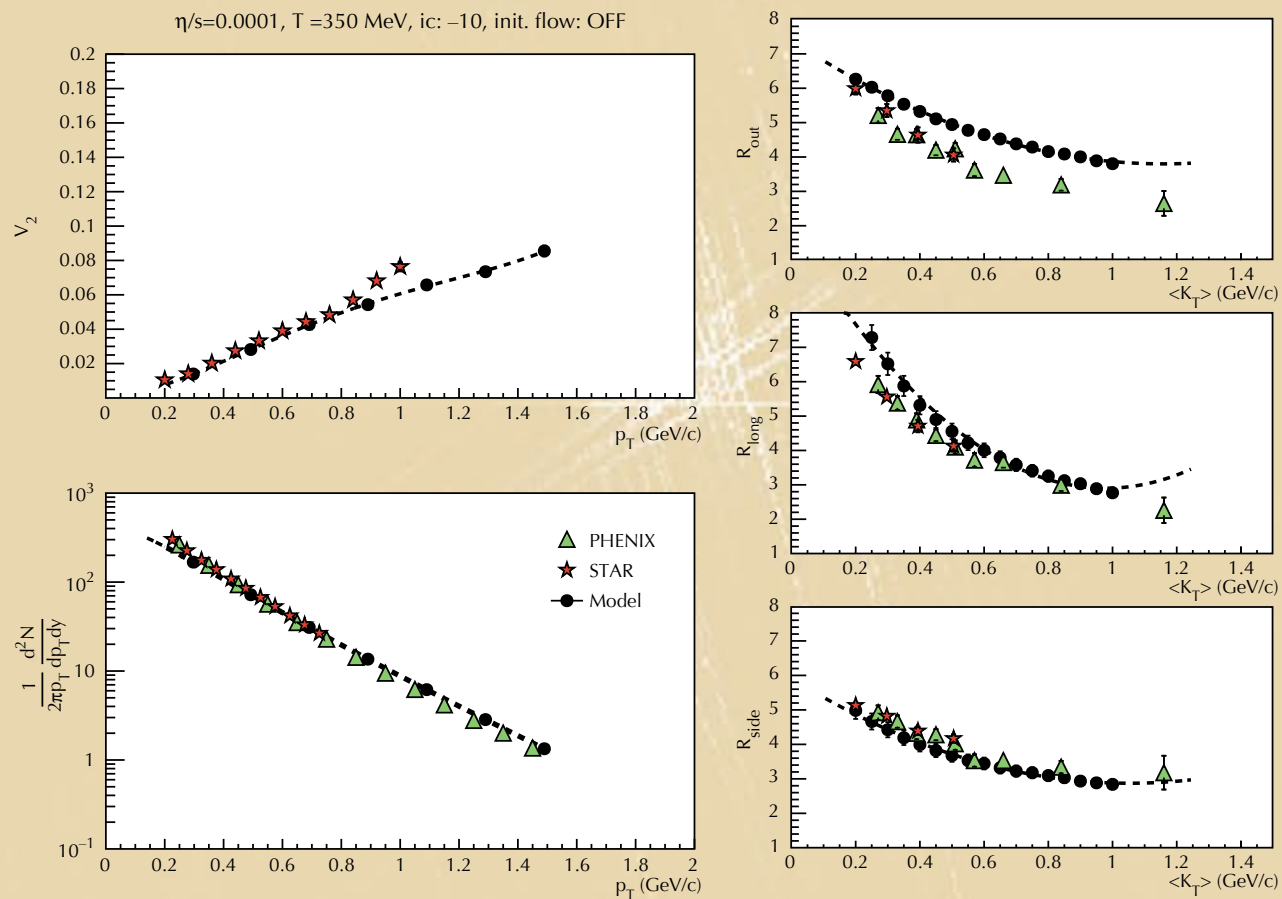 η/s=0.0001, T =350 MeV, ic: –10, init. flow: OFF
0.2
0.18
0.16
0.14
0.12
0.1
0.08
0.06
0.04
0.02
V2
0 0.2 0.4 0.6 0.8 1 1.2 1.4 1.6 1.8 2
pT (GeV/c)
10^3
10^2
10
1
10^–1
1/(2πpT) d^2N/(dpTdy)
PHENIX
STAR
Model
0 0.2 0.4 0.6 0.8 1 1.2 1.4 1.6 1.8 2
pT (GeV/c)
8
7
6
5
4
3
2
1
Rout
0 0.2 0.4 0.6 0.8 1 1.2 1.4
<KT> (GeV/c)
8
7
6
5
4
3
2
1
Rlong
0 0.2 0.4 0.6 0.8 1 1.2 1.4
<KT> (GeV/c)
8
7
6
5
4
3
2
1
Rside
0 0.2 0.4 0.6 0.8 1 1.2 1.4
<KT> (GeV/c)